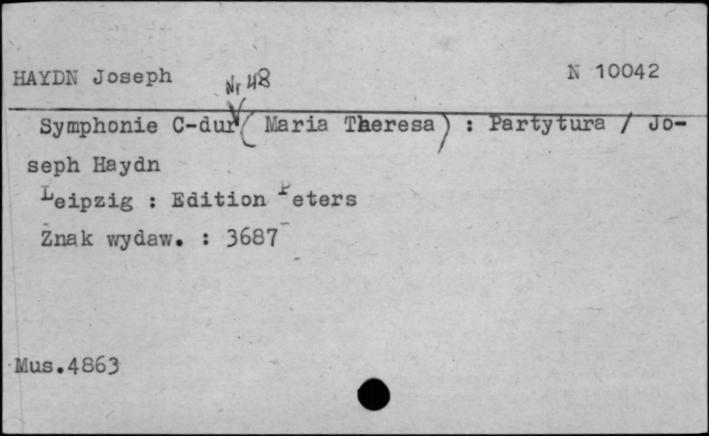 HAYDN Joseph Nr 48 N 10042
Symphonie C-dur (Maria Theresa) : Partytura / Jo-
seph Haydn
Leipzig : Edition Peters
Znak wydaw. : 3687
Mus.4863